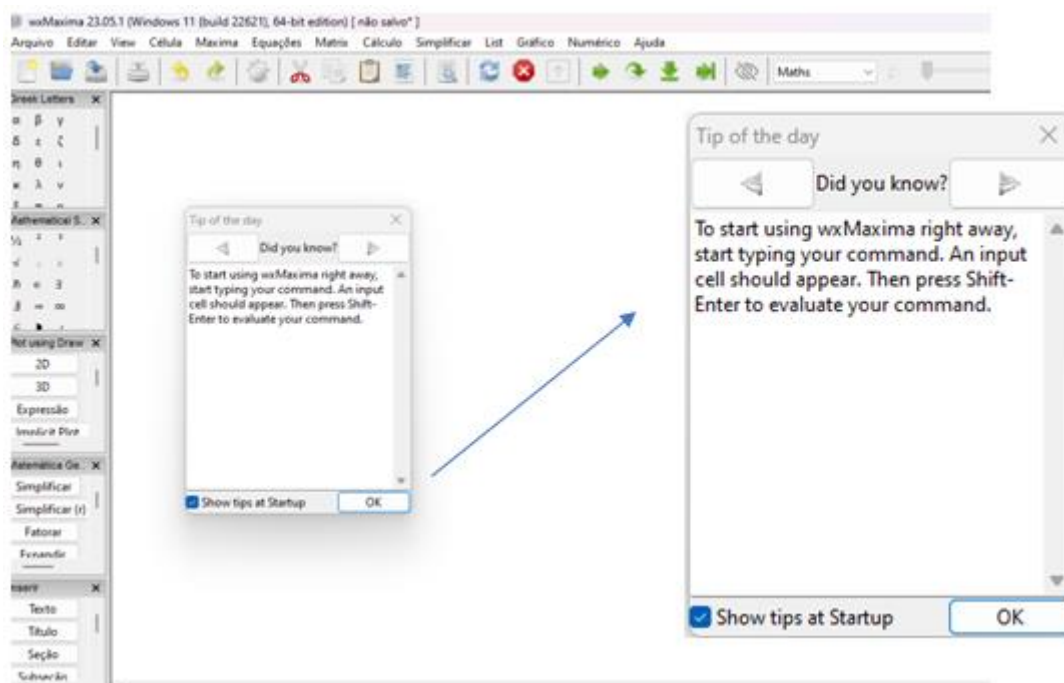 wxMaxima 23.05.1 (Windows 11 (build 22621), 64-bit edition) [ não salvo* ]
Arquivo Editar View Célula Maxima Equações Matrix Cálculo Simplificar List Gráfico Numérico Ajuda
Maths
Greek Letters
α β γ
δ ε ζ
η θ ι
κ λ ν
Mathematical S..
½ ² ³
Plot using Draw
2D
3D
Expressão
Implicit Plot
Matemática Ge..
Simplificar
Simplificar (r)
Fatorar
Expandir
Inserir
Texto
Título
Seção
Subseção
Tip of the day
Did you know?
To start using wxMaxima right away,
start typing your command. An input
cell should appear. Then press Shift-
Enter to evaluate your command.
Show tips at Startup
OK
Tip of the day
Did you know?
To start using wxMaxima right away,
start typing your command. An input
cell should appear. Then press Shift-
Enter to evaluate your command.
Show tips at Startup
OK